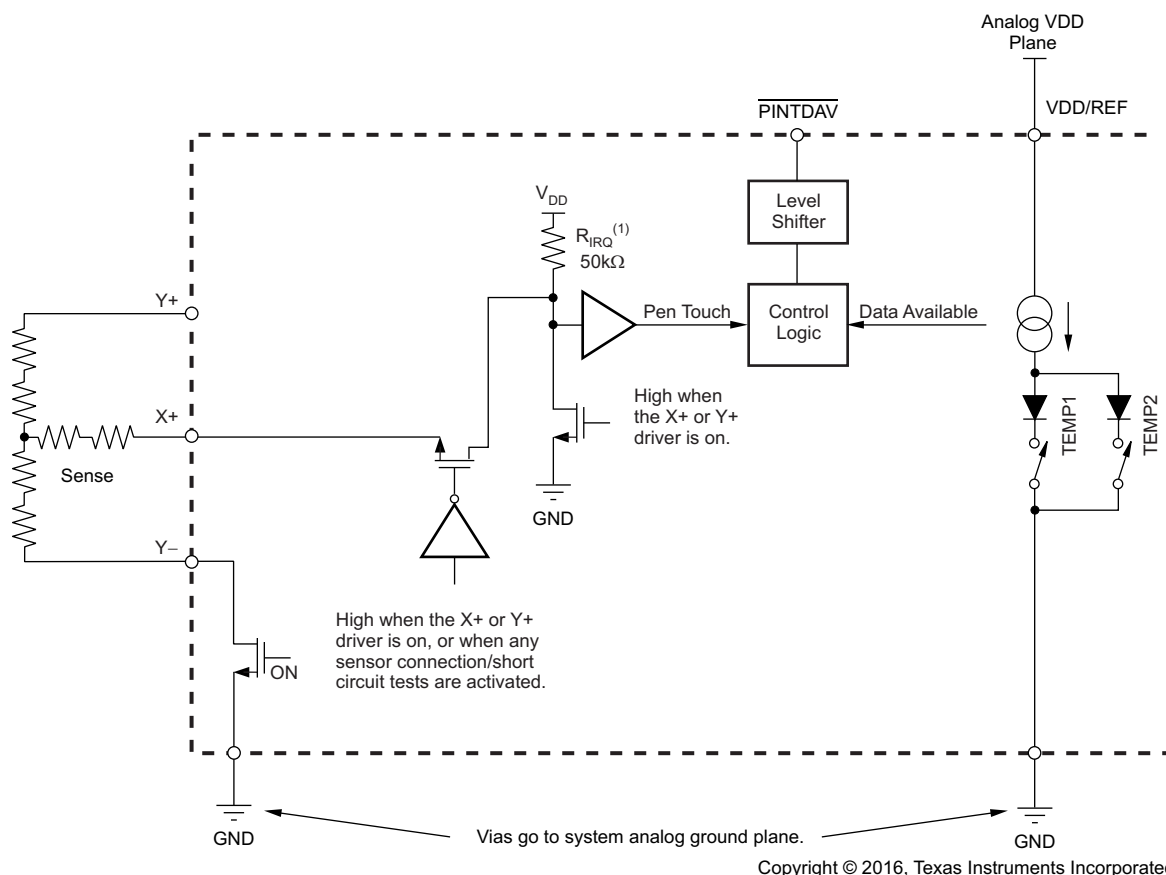 Analog VDD
Plane
PINTDAV
VDD/REF
VDD
Level
Shifter
RIRQ(1)
50kΩ
Y+
Pen Touch
Control
Logic
Data Available
X+
High when
the X+ or Y+
driver is on.
TEMP1
TEMP2
Sense
GND
Y–
High when the X+ or Y+
driver is on, or when any
sensor connection/short
circuit tests are activated.
ON
GND
Vias go to system analog ground plane.
GND
Copyright © 2016, Texas Instruments Incorporated